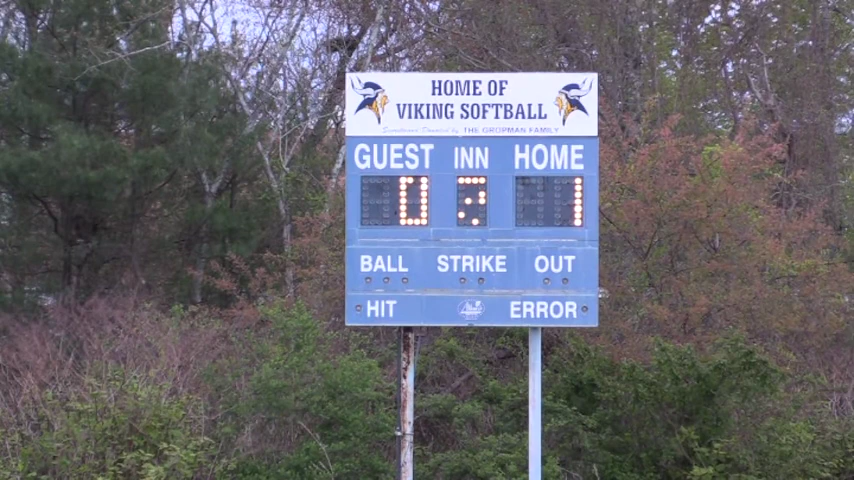 HOME OF
VIKING SOFTBALL
Scoreboard Donated by THE GROPMAN FAMILY
GUEST INN HOME
0 1
BALL STRIKE OUT
HIT ERROR